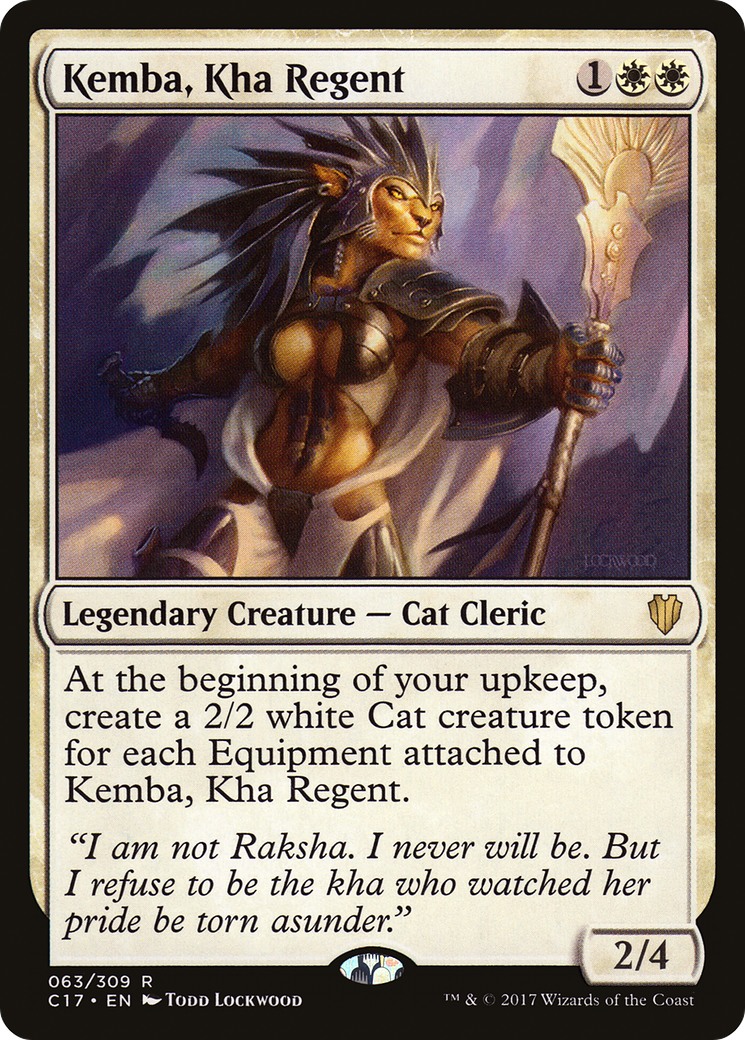 Kemba, Kha Regent 1
LOCKWOOD
Legendary Creature — Cat Cleric
At the beginning of your upkeep,
create a 2/2 white Cat creature token
for each Equipment attached to
Kemba, Kha Regent.
“I am not Raksha. I never will be. But
I refuse to be the kha who watched her
pride be torn asunder.”
2/4
063/309 R
C17 • EN Todd Lockwood
™ & © 2017 Wizards of the Coast